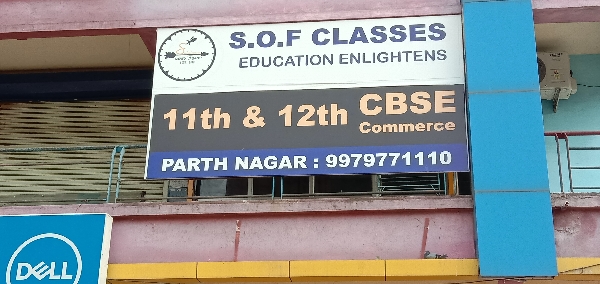 S.O.F CLASSES
EDUCATION ENLIGHTENS
11th & 12th CBSE
Commerce
PARTH NAGAR : 9979771110
DELL